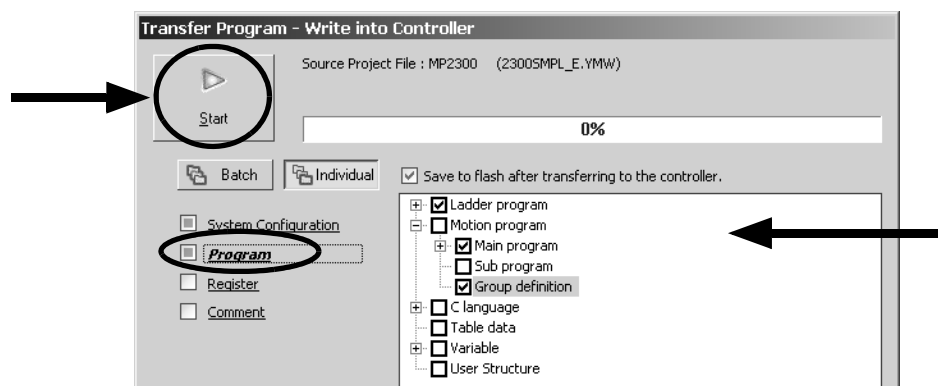 Transfer Program - Write into Controller
Source Project File : MP2300 (2300SMPL_E.YMW)
Start
0%
Batch
Individual
Save to flash after transferring to the controller.
System Configuration
Program
Register
Comment
Ladder program
Motion program
Main program
Sub program
Group definition
C language
Table data
Variable
User Structure